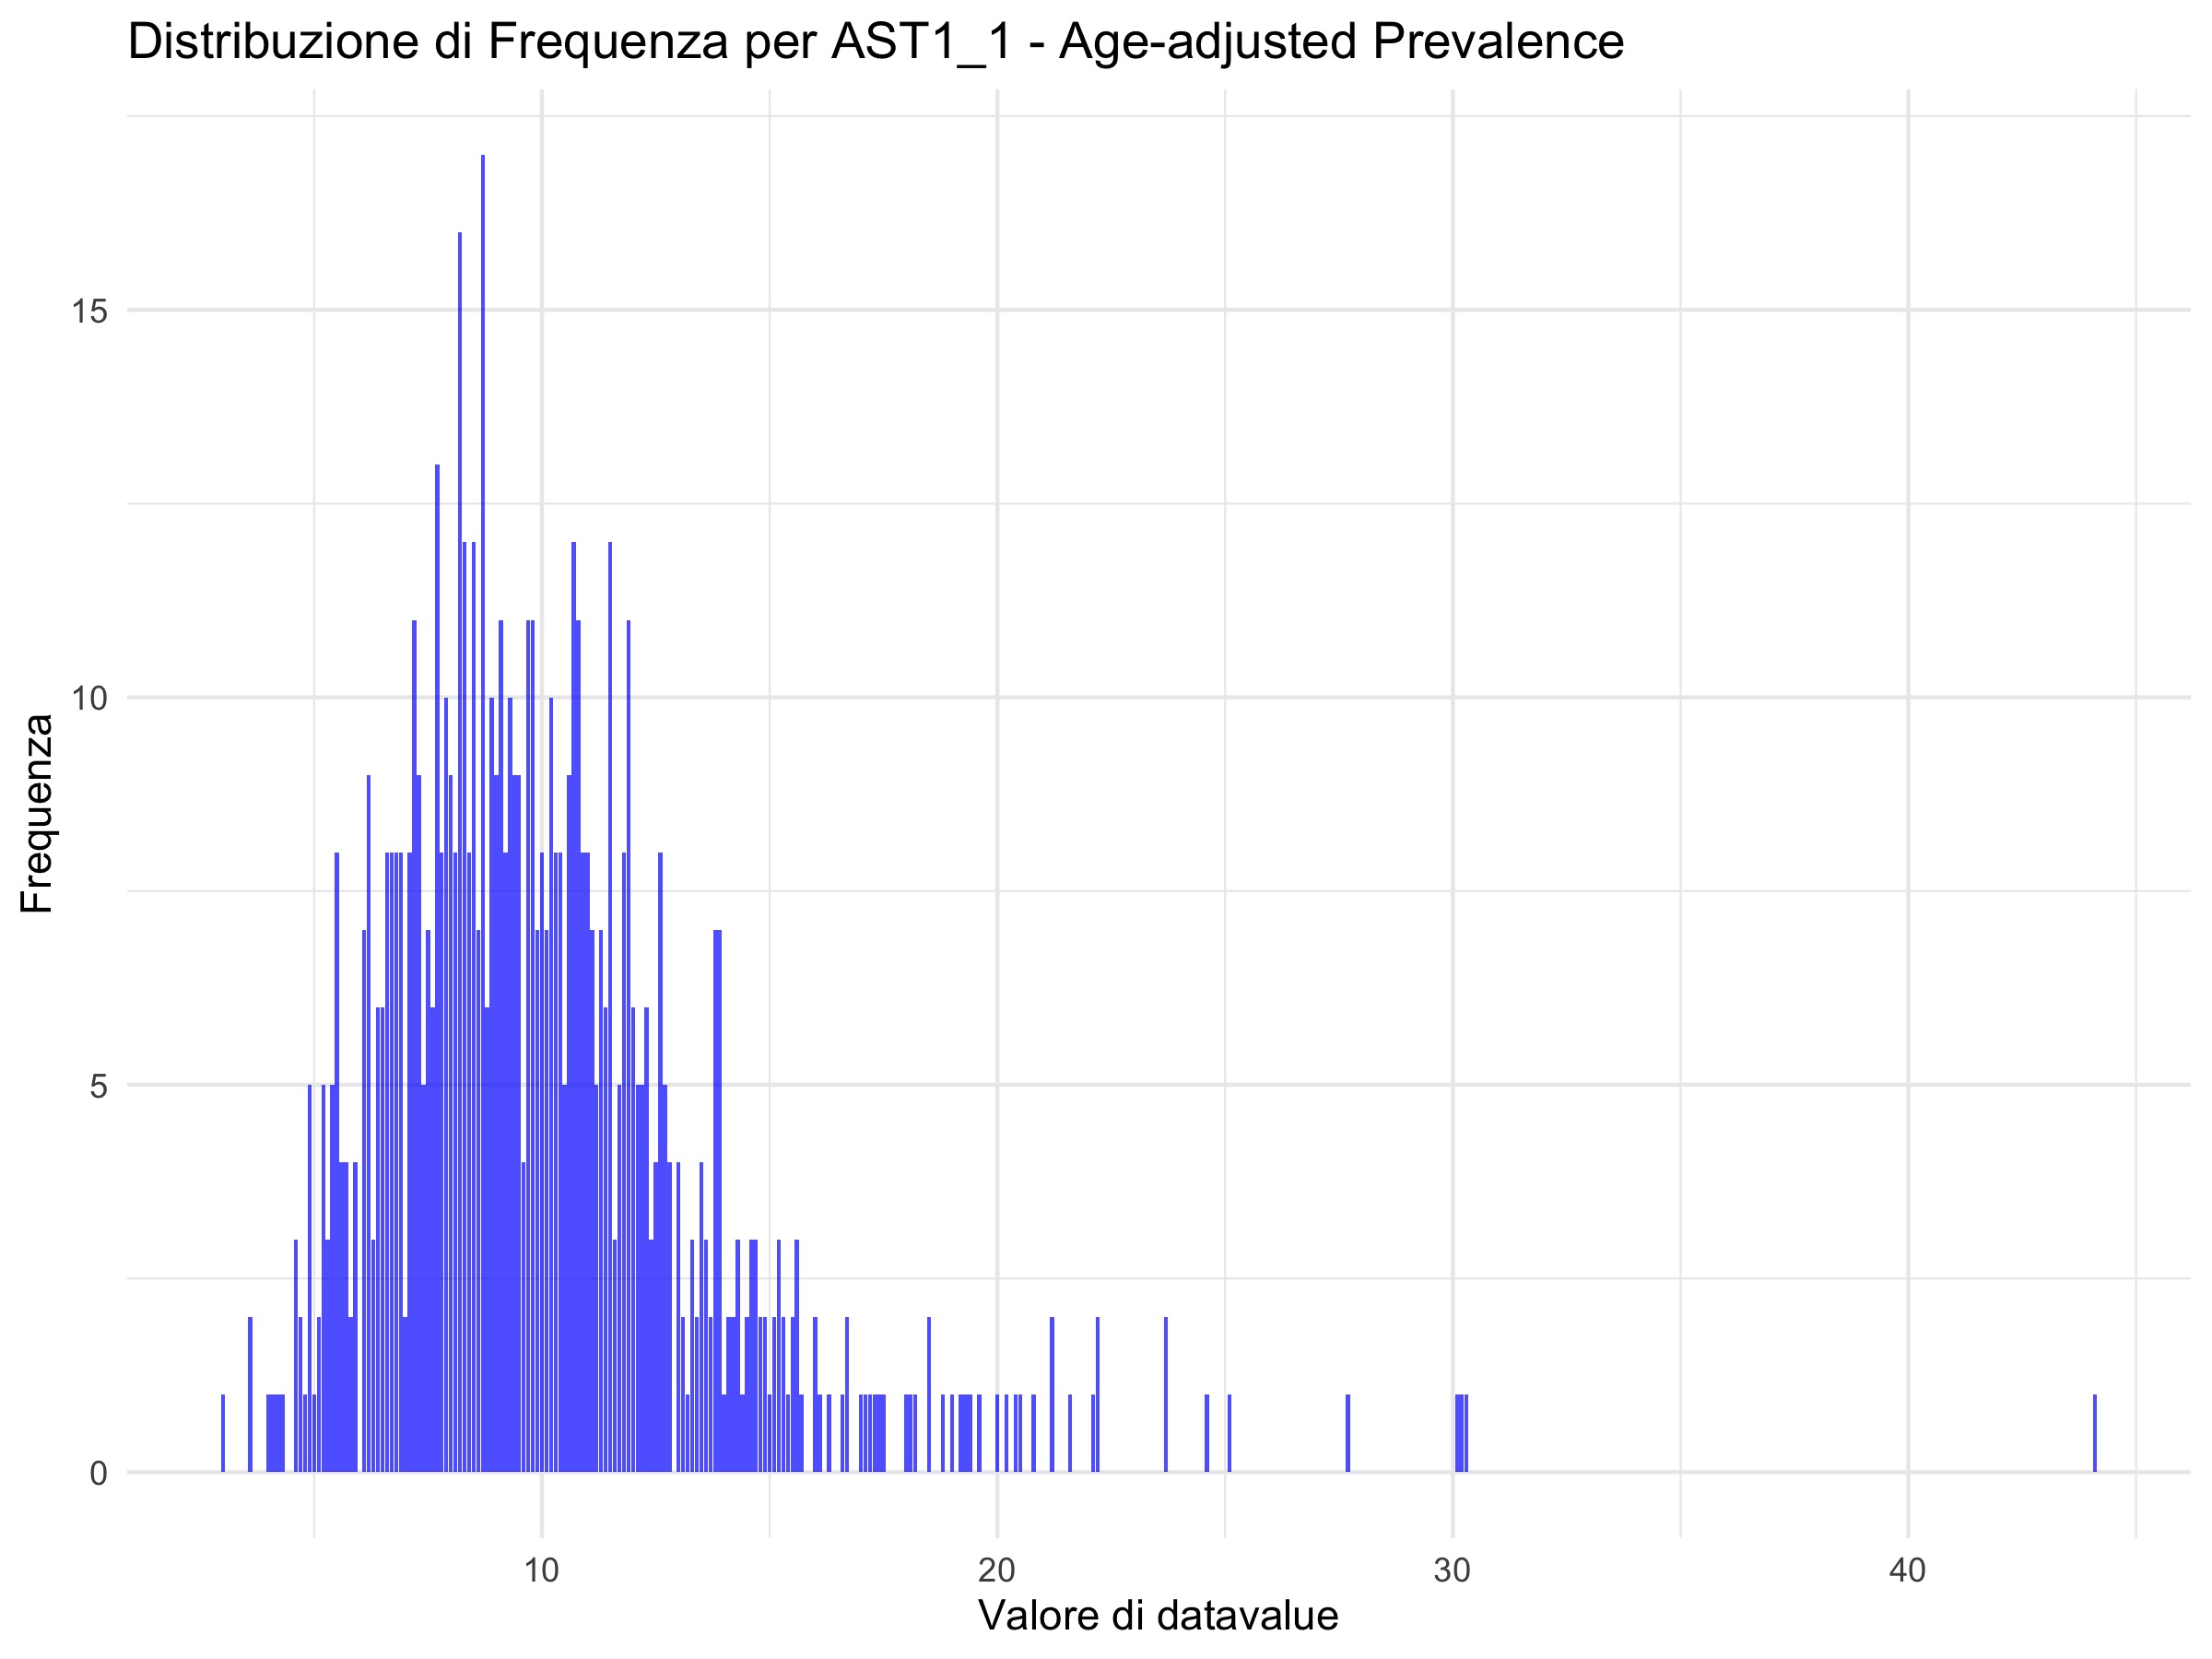 Distribuzione di Frequenza per AST1_1 - Age-adjusted Prevalence
Frequenza
15
10
5
0
10 20 30 40
Valore di datavalue